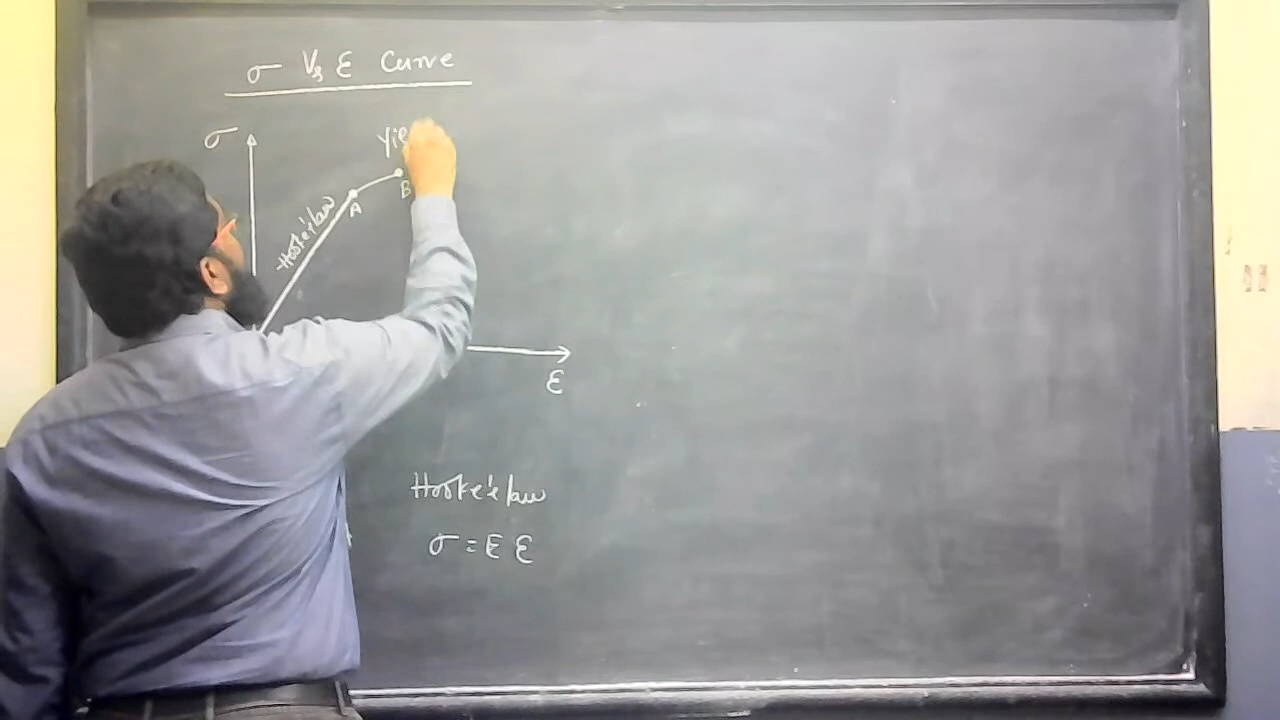 σ Vs ε Curve
σ
Yie
B
A
Hooke's law
ε
Hooke's law
σ = E ε